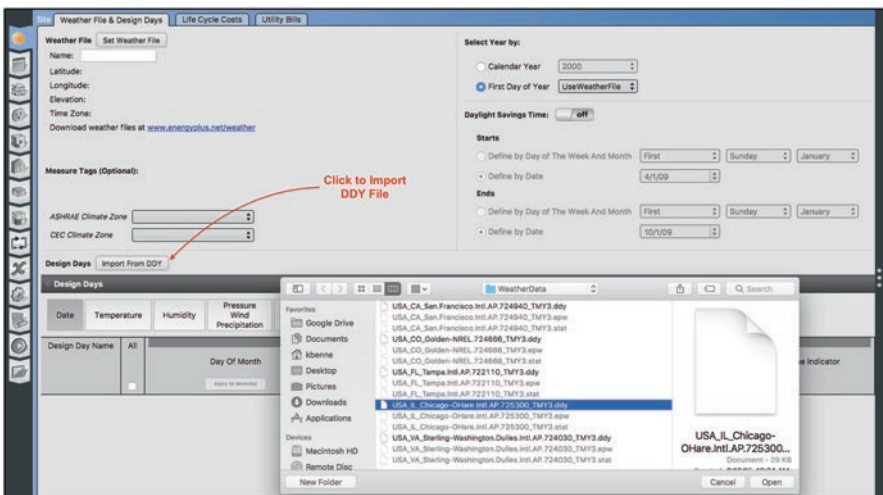 Site Weather File & Design Days Life Cycle Costs Utility Bills
Weather File Set Weather File
Name:
Latitude:
Longitude:
Elevation:
Time Zone:
Download weather files at www.energyplus.net/weather
Measure Tags (Optional):
ASHRAE Climate Zone
CEC Climate Zone
Select Year by:
Calendar Year 2000
First Day of Year UseWeatherFile
Daylight Savings Time: off
Starts
Define by Day of The Week And Month First Sunday January
Define by Date 4/1/09
Ends
Define by Day of The Week And Month First Sunday January
Define by Date 10/1/09
Click to Import
DDY File
Design Days Import From DDY
Design Days
Date Temperature Humidity Pressure
Wind
Precipitation
Design Day Name All
Day Of Month
Apply to Selected
WeatherData
Search
Favorites
Google Drive
Documents
kbenne
Desktop
Pictures
Downloads
Applications
Devices
Macintosh HD
Remote Disc
USA_CA_San.Francisco.Intl.AP.724940_TMY3.ddy
USA_CA_San.Francisco.Intl.AP.724940_TMY3.epw
USA_CA_San.Francisco.Intl.AP.724940_TMY3.stat
USA_CO_Golden-NREL.724666_TMY3.ddy
USA_CO_Golden-NREL.724666_TMY3.epw
USA_CO_Golden-NREL.724666_TMY3.stat
USA_FL_Tampa.Intl.AP.722110_TMY3.ddy
USA_FL_Tampa.Intl.AP.722110_TMY3.epw
USA_FL_Tampa.Intl.AP.722110_TMY3.stat
USA_IL_Chicago-OHare.Intl.AP.725300_TMY3.ddy
USA_IL_Chicago-OHare.Intl.AP.725300_TMY3.epw
USA_IL_Chicago-OHare.Intl.AP.725300_TMY3.stat
USA_VA_Sterling-Washington.Dulles.Intl.AP.724030_TMY3.ddy
USA_VA_Sterling-Washington.Dulles.Intl.AP.724030_TMY3.epw
USA_VA_Sterling-Washington.Dulles.Intl.AP.724030_TMY3.stat
USA_IL_Chicago-
OHare.Intl.AP.725300...
Document - 29 KB
Indicator
New Folder
Cancel Open